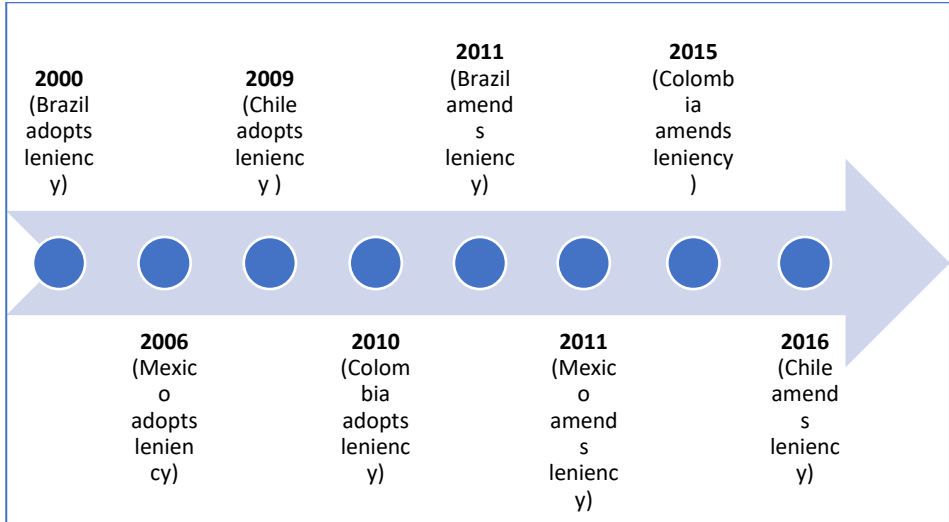 2000
(Brazil
adopts
lenienc
y)
2009
(Chile
adopts
lenienc
y )
2011
(Brazil
amend
s
lenienc
y)
2015
(Colomb
ia
amends
leniency
)
2006
(Mexic
o
adopts
lenien
cy)
2010
(Colom
bia
adopts
lenienc
y)
2011
(Mexic
o
amend
s
lenienc
y)
2016
(Chile
amend
s
lenienc
y)